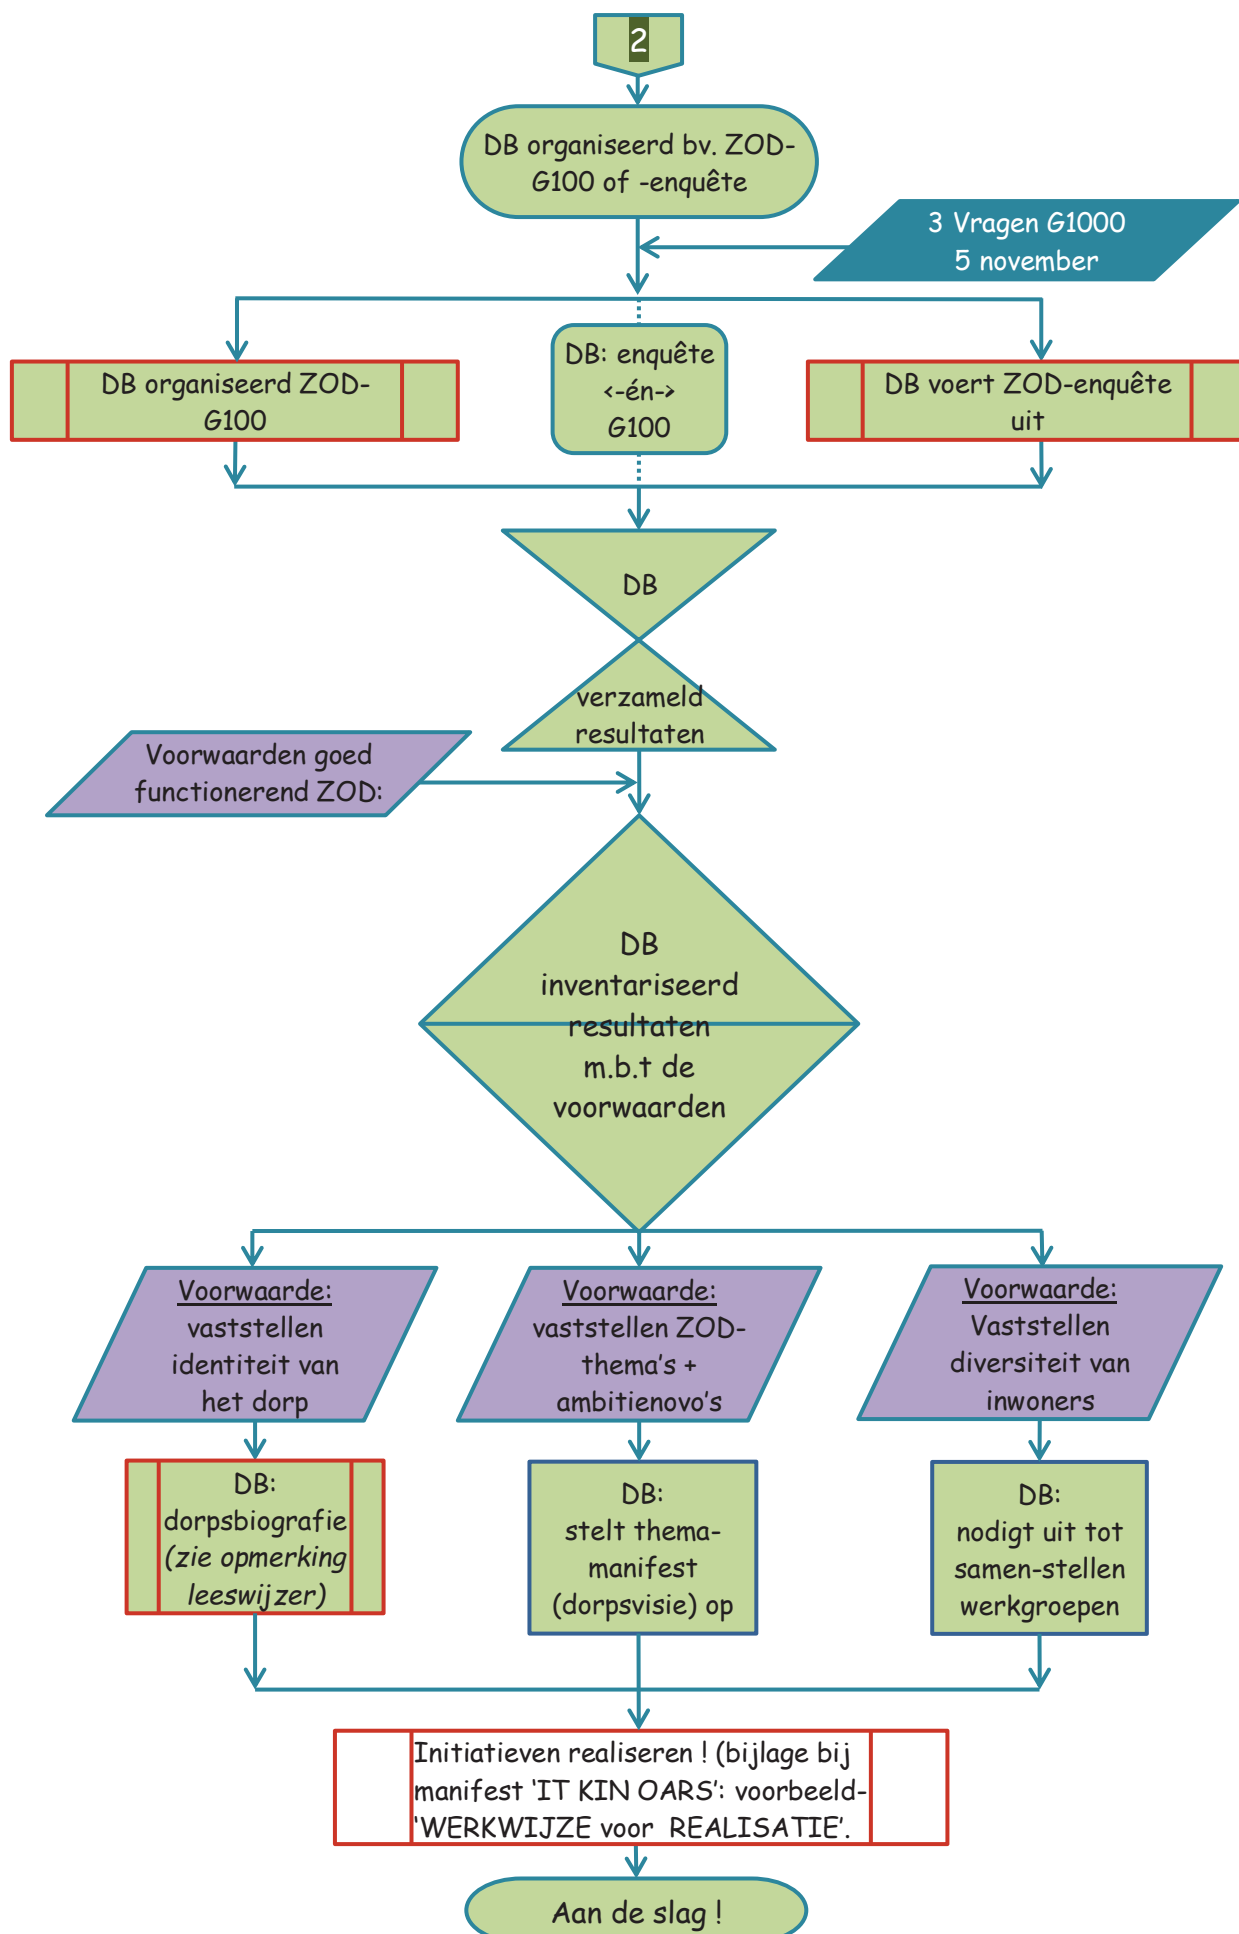 2
DB organiseerd bv. ZOD-
G100 of -enquête
3 Vragen G1000
5 november
DB organiseerd ZOD-
G100
DB: enquête
<-én->
G100
DB voert ZOD-enquête
uit
DB
verzameld
resultaten
Voorwaarden goed
functionerend ZOD:
DB
inventariseerd
resultaten
m.b.t de
voorwaarden
Voorwaarde:
vaststellen
identiteit van
het dorp
Voorwaarde:
vaststellen ZOD-
thema's +
ambitienovo's
Voorwaarde:
Vaststellen
diversiteit van
inwoners
DB:
dorpsbiografie
(zie opmerking
leeswijzer)
DB:
stelt thema-
manifest
(dorpsvisie) op
DB:
nodigt uit tot
samen-stellen
werkgroepen
Initiatieven realiseren ! (bijlage bij
manifest ‘IT KIN OARS’: voorbeeld-
‘WERKWIJZE voor REALISATIE’.
Aan de slag !